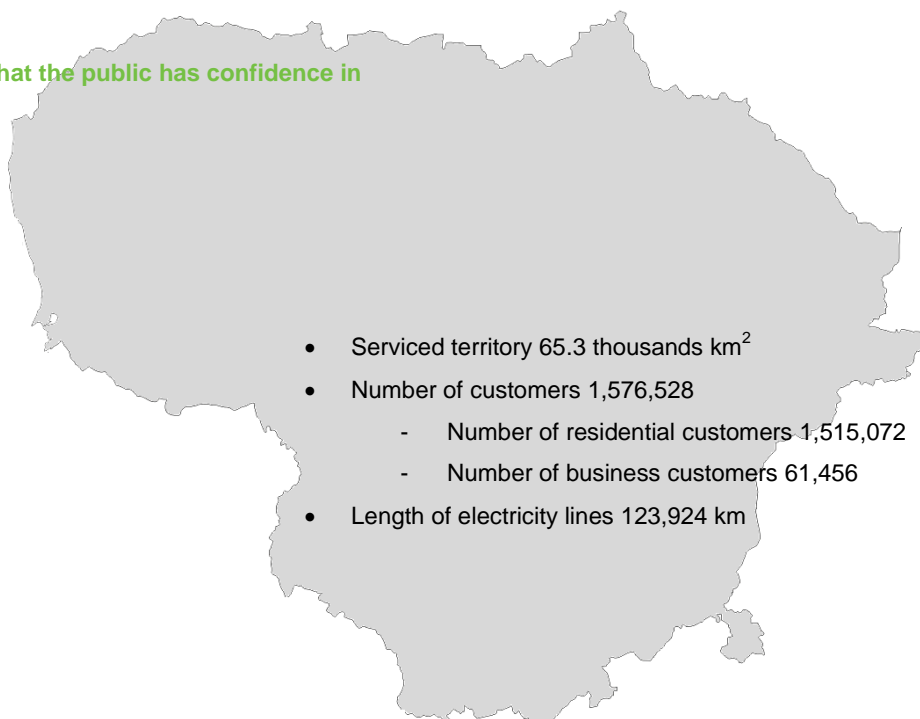 hat the public has confidence in
• Serviced territory 65.3 thousands km²
• Number of customers 1,576,528
- Number of residential customers 1,515,072
- Number of business customers 61,456
• Length of electricity lines 123,924 km